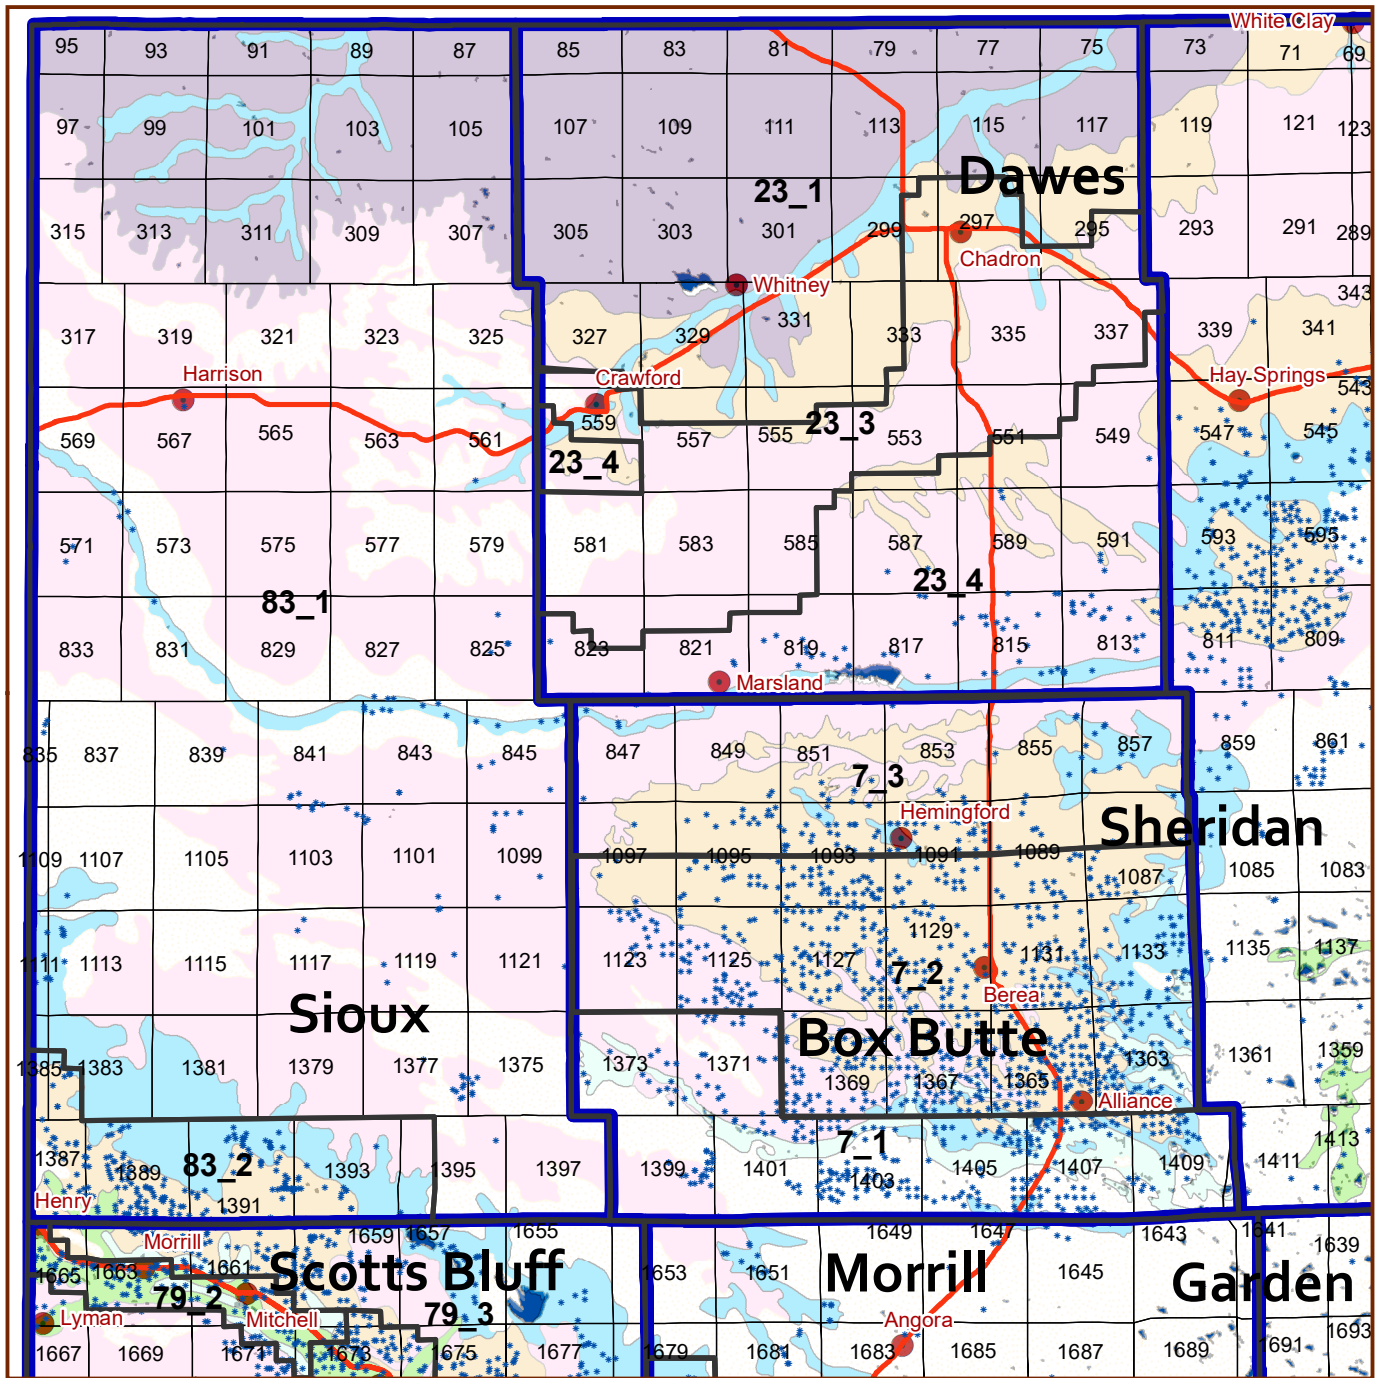 White Clay
95 93 91 89 87 85 83 81 79 77 75 73 71 69
97 99 101 103 105 107 109 111 113 115 117 119 121 123
Dawes
23_1
315 313 311 309 307 305 303 301 299 297 295 293 291 289
Chadron
Whitney
343
317 319 321 323 325 327 329 331 333 335 337 339 341
Harrison Crawford Hay Springs
543
569 567 565 563 561 559 557 555 23_3 553 551 549 547 545
23_4
571 573 575 577 579 581 583 585 587 589 591 593 595
83_1 23_4
833 831 829 827 825 823 821 819 817 815 813 811 809
Marsland
835 837 839 841 843 845 847 849 851 853 855 857 859 861
7_3
Hemingford
Sheridan
1109 1107 1105 1103 1101 1099 1097 1095 1093 1091 1089 1087 1085 1083
1129
1111 1113 1115 1117 1119 1121 1123 1125 1127 1131 1133 1135 1137
7_2
Berea
Sioux
Box Butte
1385 1383 1381 1379 1377 1375 1373 1371 1369 1367 1365 1363 1361 1359
Alliance
7_1 1413
1387 1389 83_2 1393 1395 1397 1399 1401 1403 1405 1407 1409 1411
Henry 1391
1659 1657 1655 1649 1647 1643 1641 1639
Morrill
1665 1663 1661 Scotts Bluff 1653 1651 Morrill 1645 Garden
79_2 79_3
Lyman Mitchell Angora
1667 1669 1671 1673 1675 1677 1679 1681 1683 1685 1687 1689 1691 1693